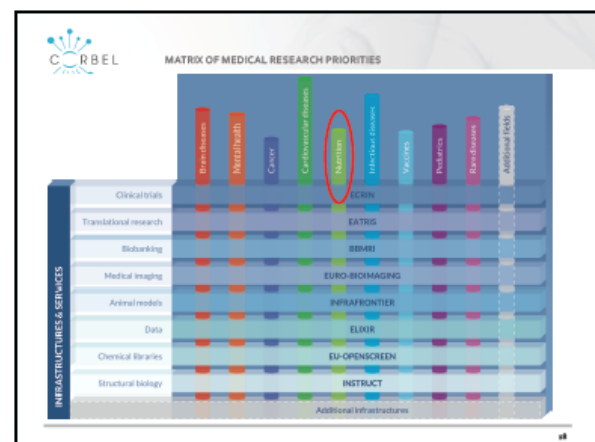 CORBEL
MATRIX OF MEDICAL RESEARCH PRIORITIES
Brain diseases
Mental health
Cancer
Cardiovascular diseases
Nutrition
Infectious diseases
Vaccines
Pediatrics
Rare diseases
Additional fields
INFRASTRUCTURES & SERVICES
Clinical trials ECRIN
Translational research EATRIS
Biobanking BBMRI
Medical imaging EURO-BIOIMAGING
Animal models INFRAFRONTIER
Data ELIXIR
Chemical libraries EU-OPENSCREEN
Structural biology INSTRUCT
Additional infrastructures